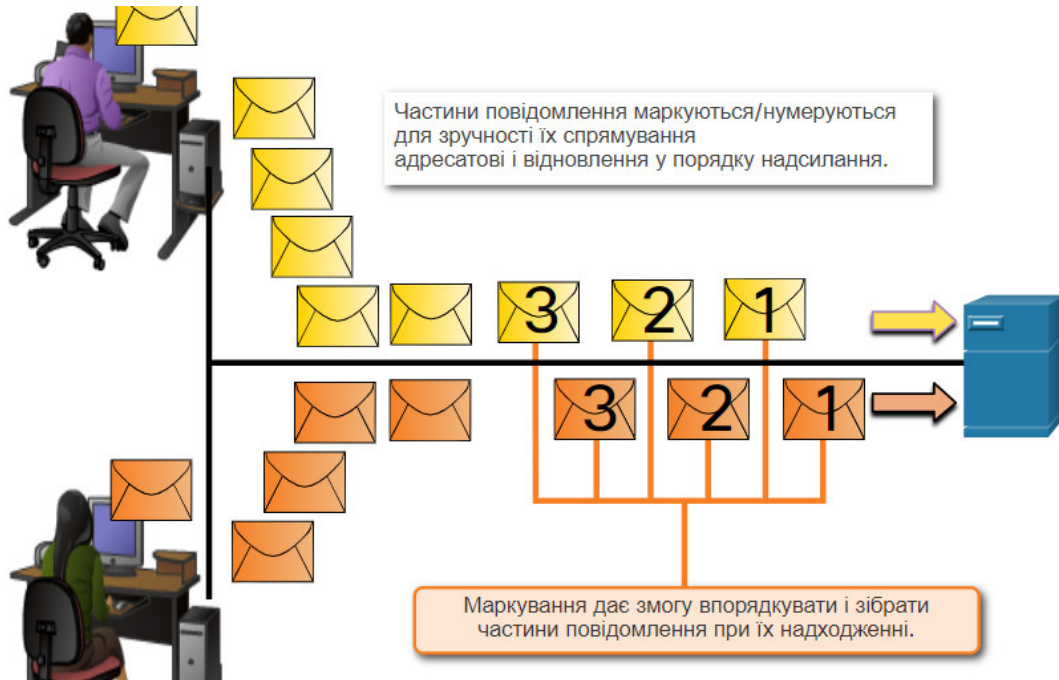 Частини повідомлення маркуються/нумеруються
для зручності їх спрямування
адресатові і відновлення у порядку надсилання.
3 2 1
3 2 1
Маркування дає змогу впорядкувати і зібрати
частини повідомлення при їх надходженні.